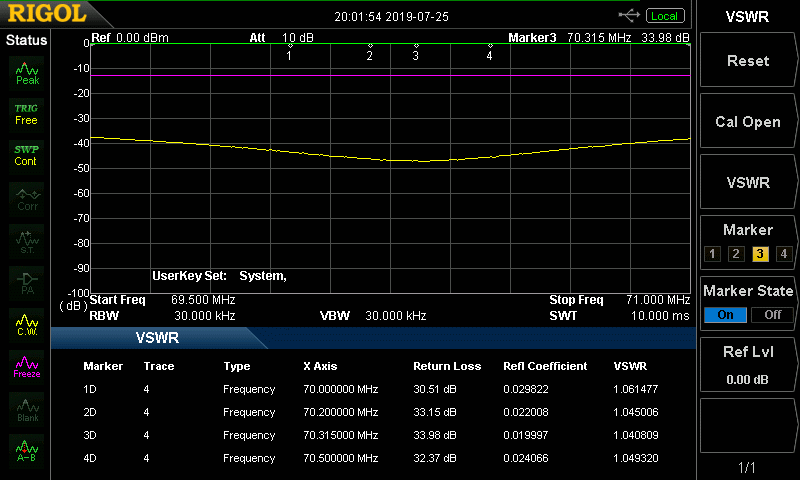 RIGOL
20:01:54 2019-07-25
Local
VSWR
Status
Ref 0.00 dBm
Att 10 dB
Marker3 70.315 MHz 33.98 dB
Peak
TRIG
Free
SWP
Cont
Corr
S.T.
PA
C.W.
Freeze
Blank
A-B
0
-10
-20
-30
-40
-50
-60
-70
-80
-90
-100
( dB )
1 2 3 4
UserKey Set: System,
Start Freq 69.500 MHz Stop Freq 71.000 MHz
RBW 30.000 kHz VBW 30.000 kHz SWT 10.000 ms
VSWR
Marker Trace Type X Axis Return Loss Refl Coefficient VSWR
1D 4 Frequency 70.000000 MHz 30.51 dB 0.029822 1.061477
2D 4 Frequency 70.200000 MHz 33.15 dB 0.022008 1.045006
3D 4 Frequency 70.315000 MHz 33.98 dB 0.019997 1.040809
4D 4 Frequency 70.500000 MHz 32.37 dB 0.024066 1.049320
Reset
Cal Open
VSWR
Marker
1 2 3 4
Marker State
On Off
Ref Lvl
0.00 dB
1/1